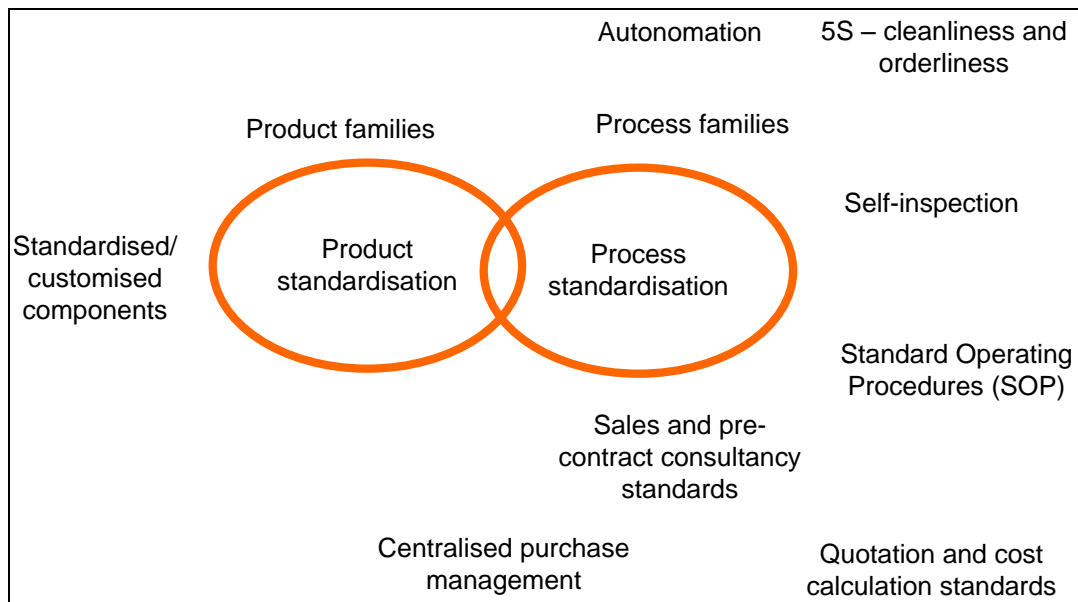 Autonomation
5S – cleanliness and
orderliness
Product families
Process families
Self-inspection
Standardised/
customised
components
Product
standardisation
Process
standardisation
Standard Operating
Procedures (SOP)
Sales and pre-
contract consultancy
standards
Centralised purchase
management
Quotation and cost
calculation standards